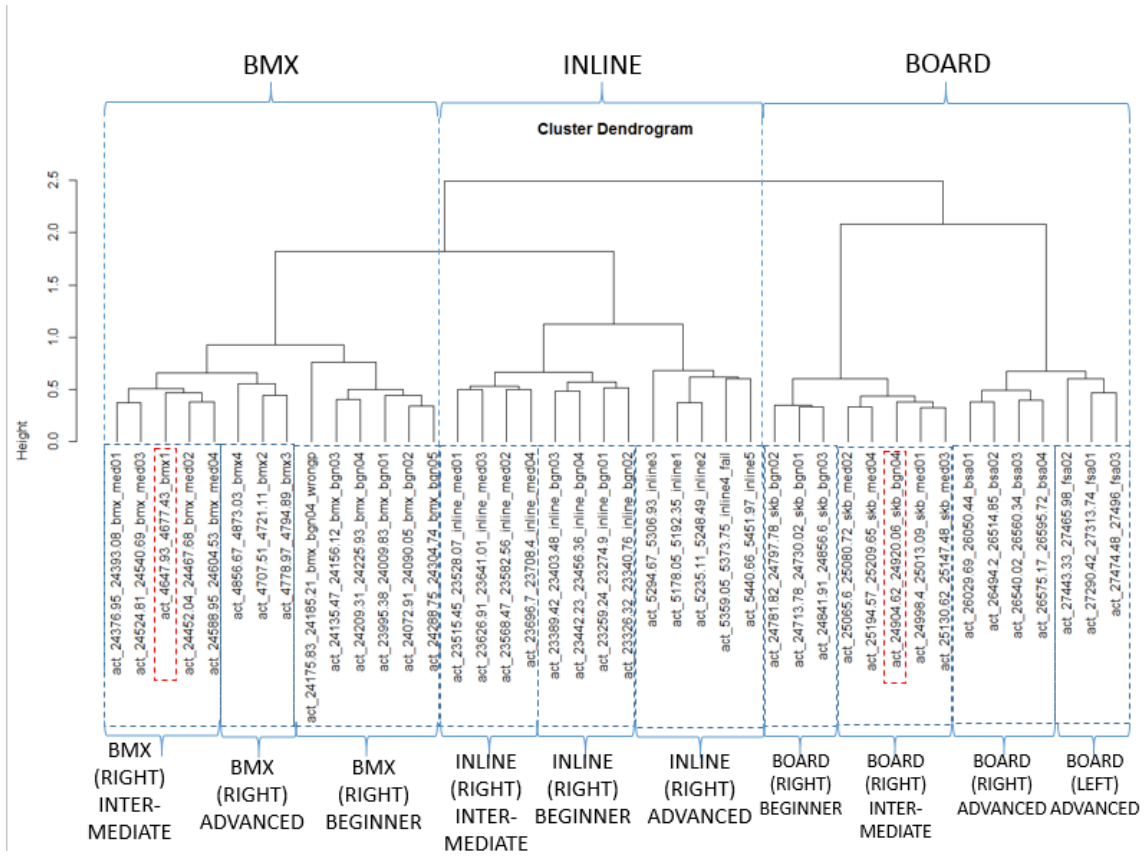 BMX
INLINE
BOARD
Cluster Dendrogram
Height
2.5
2.0
1.5
1.0
0.5
0.0
act_24376.95_24393.08_bmx_med01
act_24524.81_24540.69_bmx_med03
act_4647.93_4677.43_bmx1
act_24452.04_24467.68_bmx_med02
act_24588.95_24604.53_bmx_med04
act_4856.67_4873.03_bmx4
act_4707.51_4721.11_bmx2
act_4778.97_4794.89_bmx3
act_24175.83_24185.21_bmx_bgn04_wrongp
act_24135.47_24156.12_bmx_bgn03
act_24209.31_24225.93_bmx_bgn04
act_23995.38_24009.83_bmx_bgn01
act_24072.91_24090.05_bmx_bgn02
act_24288.75_24304.74_bmx_bgn05
act_23515.45_23528.07_inline_med01
act_23626.91_23641.01_inline_med03
act_23568.47_23582.56_inline_med02
act_23696.7_23708.4_inline_med04
act_23389.42_23403.48_inline_bgn03
act_23442.23_23456.36_inline_bgn04
act_23259.24_23274.9_inline_bgn01
act_23326.32_23340.76_inline_bgn02
act_5294.67_5306.93_inline3
act_5178.05_5192.35_inline1
act_5235.11_5248.49_inline2
act_5359.05_5373.75_inline4_fail
act_5440.66_5451.97_inline5
act_24781.82_24797.78_skb_bgn02
act_24713.78_24730.02_skb_bgn01
act_24841.91_24856.6_skb_bgn03
act_25065.6_25080.72_skb_med02
act_25194.57_25209.65_skb_med04
act_24904.62_24920.06_skb_bgn04
act_24998.4_25013.09_skb_med01
act_25130.62_25147.48_skb_med03
act_26029.69_26050.44_bsa01
act_26494.2_26514.85_bsa02
act_26540.02_26560.34_bsa03
act_26575.17_26595.72_bsa04
act_27443.33_27465.98_fsa02
act_27290.42_27313.74_fsa01
act_27474.48_27496_fsa03
BMX
(RIGHT)
INTER-
MEDIATE
BMX
(RIGHT)
ADVANCED
BMX
(RIGHT)
BEGINNER
INLINE
(RIGHT)
INTER-
MEDIATE
INLINE
(RIGHT)
BEGINNER
INLINE
(RIGHT)
ADVANCED
BOARD
(RIGHT)
BEGINNER
BOARD
(RIGHT)
INTER-
MEDIATE
BOARD
(RIGHT)
ADVANCED
BOARD
(LEFT)
ADVANCED